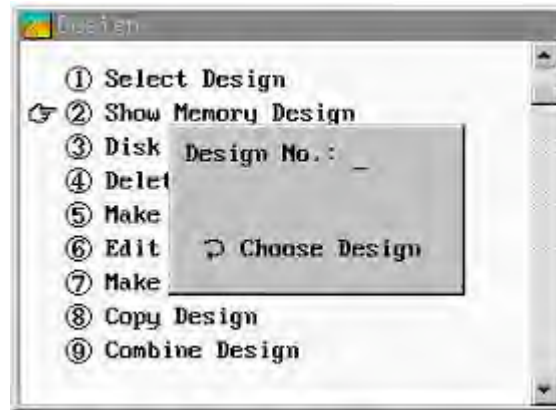 Design
① Select Design
② Show Memory Design
③ Disk
④ Delet
⑤ Make
⑥ Edit
⑦ Make
⑧ Copy Design
⑨ Combine Design
Design No.: _
Choose Design